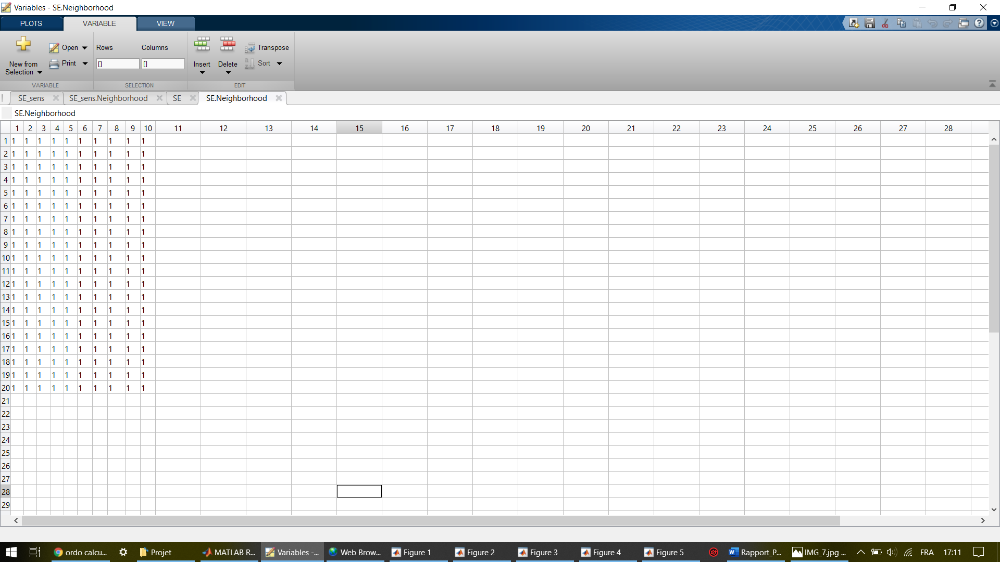 Variables - SE.Neighborhood
PLOTS VARIABLE VIEW
New from Selection
Open
Print
Rows Columns
[] []
Insert Delete
Transpose
Sort
VARIABLE SELECTION EDIT
SE_sens SE_sens.Neighborhood SE SE.Neighborhood
SE.Neighborhood
1 2 3 4 5 6 7 8 9 10 11 12 13 14 15 16 17 18 19 20 21 22 23 24 25 26 27 28
1 1 1 1 1 1 1 1 1 1 1
2 1 1 1 1 1 1 1 1 1 1
3 1 1 1 1 1 1 1 1 1 1
4 1 1 1 1 1 1 1 1 1 1
5 1 1 1 1 1 1 1 1 1 1
6 1 1 1 1 1 1 1 1 1 1
7 1 1 1 1 1 1 1 1 1 1
8 1 1 1 1 1 1 1 1 1 1
9 1 1 1 1 1 1 1 1 1 1
10 1 1 1 1 1 1 1 1 1 1
11 1 1 1 1 1 1 1 1 1 1
12 1 1 1 1 1 1 1 1 1 1
13 1 1 1 1 1 1 1 1 1 1
14 1 1 1 1 1 1 1 1 1 1
15 1 1 1 1 1 1 1 1 1 1
16 1 1 1 1 1 1 1 1 1 1
17 1 1 1 1 1 1 1 1 1 1
18 1 1 1 1 1 1 1 1 1 1
19 1 1 1 1 1 1 1 1 1 1
20 1 1 1 1 1 1 1 1 1 1
21
22
23
24
25
26
27
28
29
ordo calcu... Projet MATLAB R... Variables -... Web Brow... Figure 1 Figure 2 Figure 3 Figure 4 Figure 5 Rapport_P... IMG_7.jpg ... FRA 17:11